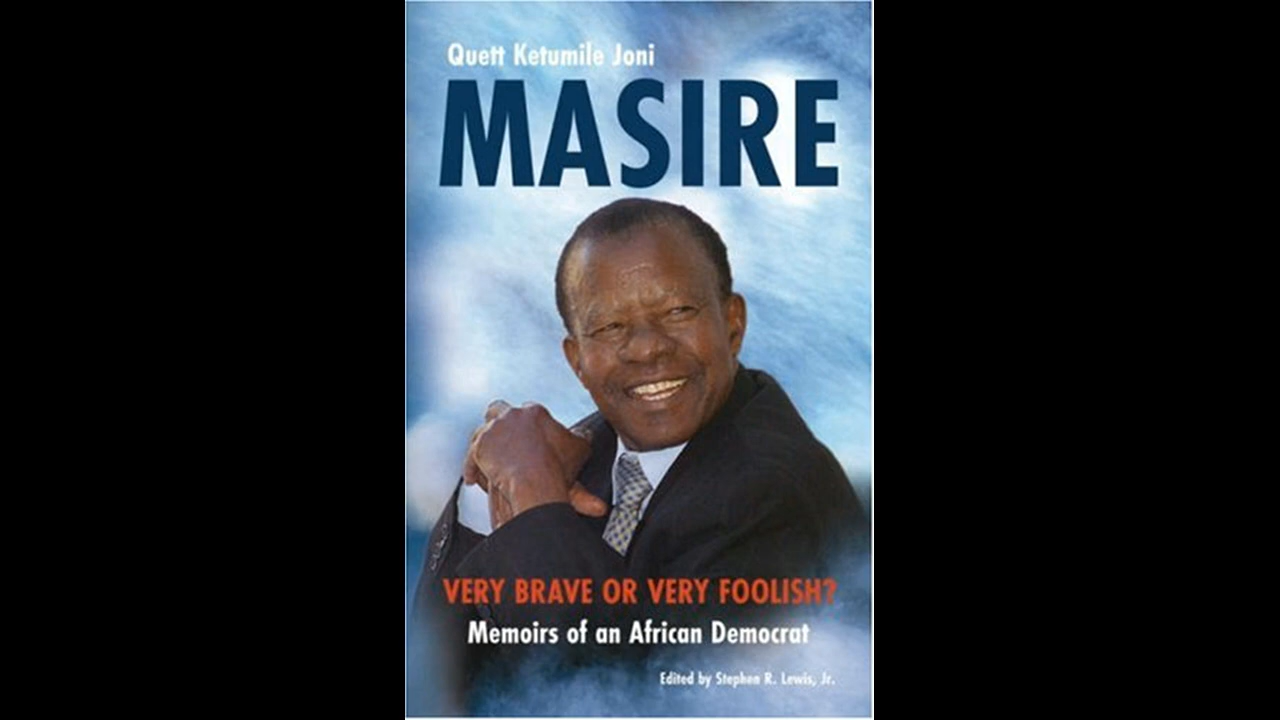 Quett Ketumile Joni
MASIRE
VERY BRAVE OR VERY FOOLISH?
Memoirs of an African Democrat
Edited by Stephen R. Lewis, Jr.